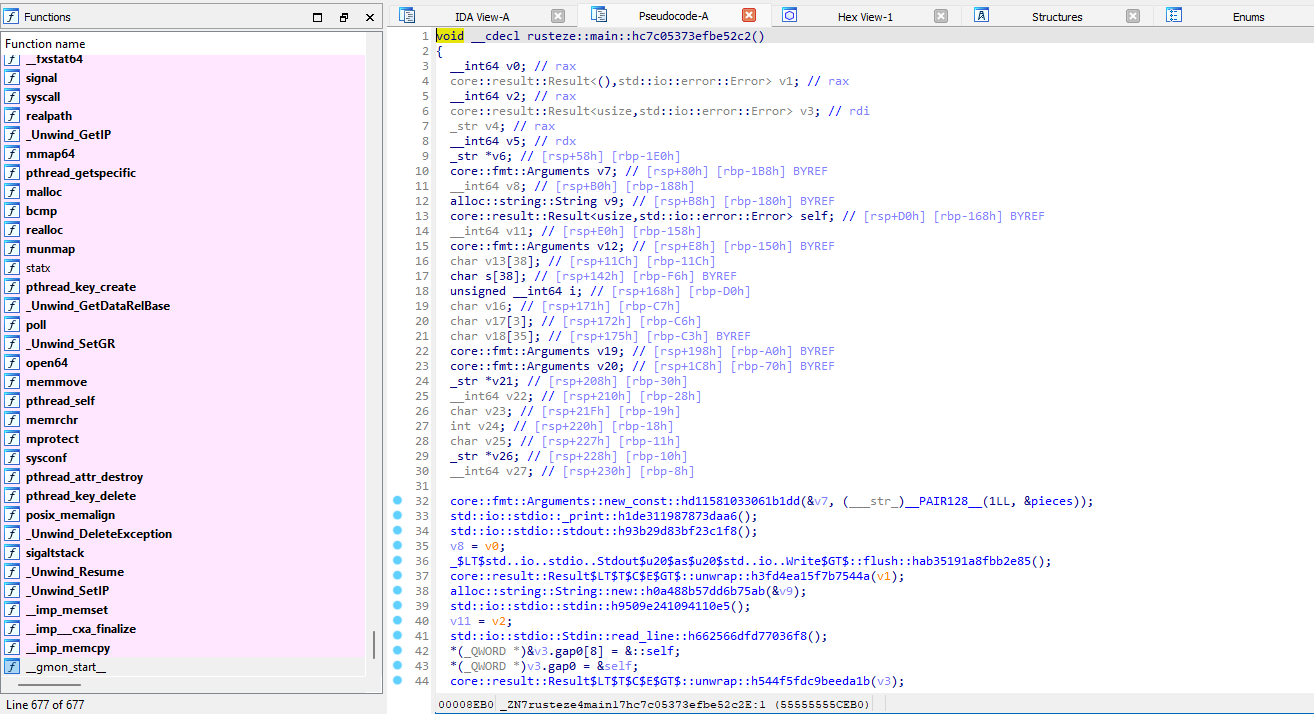 Functions
Function name
__fxstat64
signal
syscall
realpath
_Unwind_GetIP
mmap64
pthread_getspecific
malloc
bcmp
realloc
munmap
statx
pthread_key_create
_Unwind_GetDataRelBase
poll
_Unwind_SetGR
open64
memmove
pthread_self
memrchr
mprotect
sysconf
pthread_attr_destroy
pthread_key_delete
posix_memalign
_Unwind_DeleteException
sigaltstack
_Unwind_Resume
_Unwind_SetIP
__imp_memset
__imp___cxa_finalize
__imp_memcpy
__gmon_start__
Line 677 of 677
IDA View-A Pseudocode-A Hex View-1 Structures Enums
1 void __cdecl rusteze::main::hc7c05373efbe52c2()
2 {
3 __int64 v0; // rax
4 core::result::Result<(),std::io::error::Error> v1; // rax
5 __int64 v2; // rax
6 core::result::Result<usize,std::io::error::Error> v3; // rdi
7 _str v4; // rax
8 __int64 v5; // rdx
9 _str *v6; // [rsp+58h] [rbp-1E0h]
10 core::fmt::Arguments v7; // [rsp+80h] [rbp-1B8h] BYREF
11 __int64 v8; // [rsp+B0h] [rbp-188h]
12 alloc::string::String v9; // [rsp+B8h] [rbp-180h] BYREF
13 core::result::Result<usize,std::io::error::Error> self; // [rsp+D0h] [rbp-168h] BYREF
14 __int64 v11; // [rsp+E0h] [rbp-158h]
15 core::fmt::Arguments v12; // [rsp+E8h] [rbp-150h] BYREF
16 char v13[38]; // [rsp+11Ch] [rbp-11Ch]
17 char s[38]; // [rsp+142h] [rbp-F6h] BYREF
18 unsigned __int64 i; // [rsp+168h] [rbp-D0h]
19 char v16; // [rsp+171h] [rbp-C7h]
20 char v17[3]; // [rsp+172h] [rbp-C6h]
21 char v18[35]; // [rsp+175h] [rbp-C3h] BYREF
22 core::fmt::Arguments v19; // [rsp+198h] [rbp-A0h] BYREF
23 core::fmt::Arguments v20; // [rsp+1C8h] [rbp-70h] BYREF
24 _str *v21; // [rsp+208h] [rbp-30h]
25 __int64 v22; // [rsp+210h] [rbp-28h]
26 char v23; // [rsp+21Fh] [rbp-19h]
27 int v24; // [rsp+220h] [rbp-18h]
28 char v25; // [rsp+227h] [rbp-11h]
29 _str *v26; // [rsp+228h] [rbp-10h]
30 __int64 v27; // [rsp+230h] [rbp-8h]
31
32 core::fmt::Arguments::new_const::hd11581033061b1dd(&v7, (___str_)__PAIR128__(1LL, &pieces));
33 std::io::stdio::_print::h1de311987873daa6();
34 std::io::stdio::stdout::h93b29d83bf23c1f8();
35 v8 = v0;
36 _$LT$std..io..stdio..Stdout$u20$as$u20$std..io..Write$GT$::flush::hab35191a8fbb2e85();
37 core::result::Result$LT$T$C$E$GT$::unwrap::h3fd4ea15f7b7544a(v1);
38 alloc::string::String::new::h0a488b57dd6b75ab(&v9);
39 std::io::stdio::stdin::h9509e241094110e5();
40 v11 = v2;
41 std::io::stdio::Stdin::read_line::h662566dfd77036f8();
42 *(_QWORD *)&v3.gap0[8] = &::self;
43 *(_QWORD *)v3.gap0 = &self;
44 core::result::Result$LT$T$C$E$GT$::unwrap::h544f5fdc9beeda1b(v3);
00008EB0 _ZN7rusteze4main17hc7c05373efbe52c2E:1 (55555555CEB0)